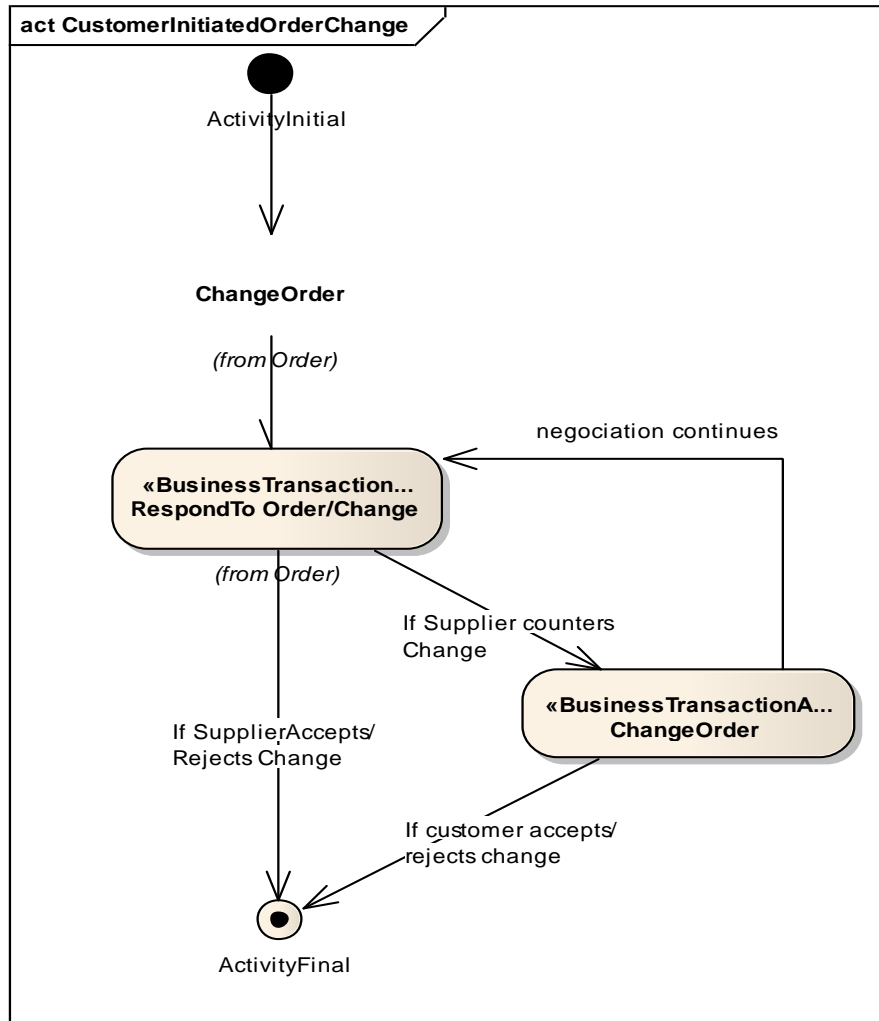 act CustomerInitiatedOrderChange
ActivityInitial
ChangeOrder
(from Order)
negociation continues
«BusinessTransaction...
RespondTo Order/Change
(from Order)
If Supplier counters
Change
«BusinessTransactionA...
ChangeOrder
If SupplierAccepts/
Rejects Change
If customer accepts/
rejects change
ActivityFinal